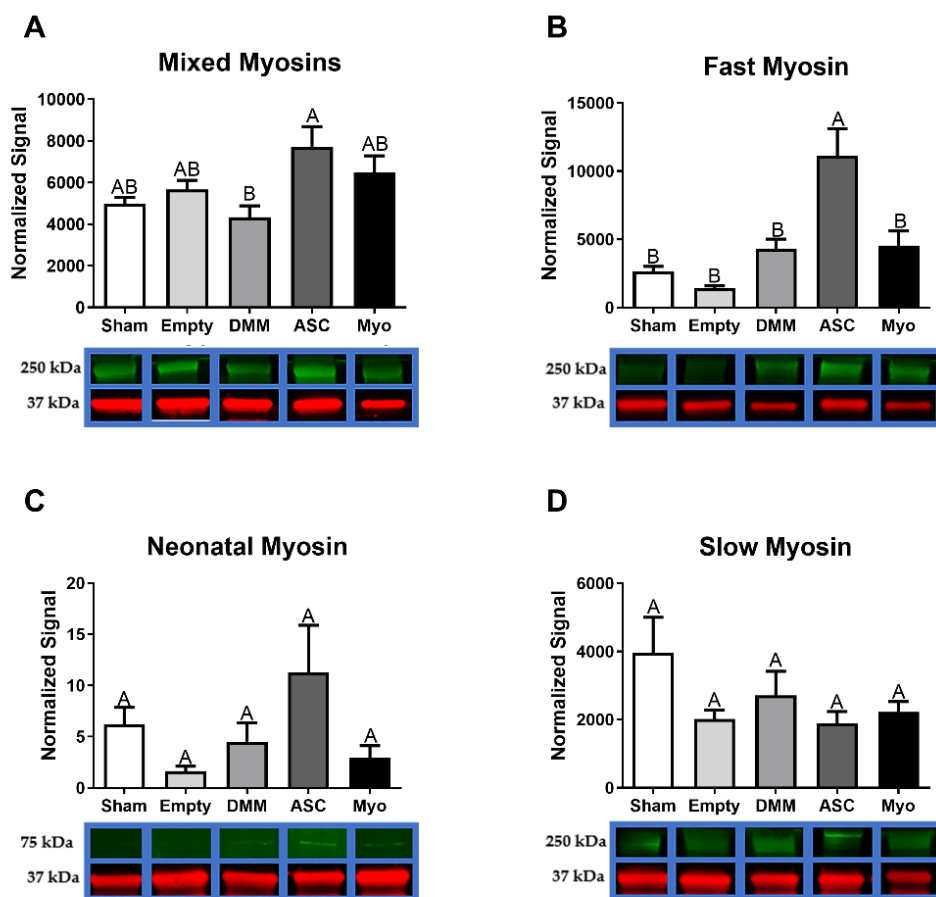 A
Mixed Myosins
Normalized Signal
10000
8000
6000
4000
2000
0
AB
AB
B
A
AB
Sham Empty DMM ASC Myo
250 kDa
37 kDa
B
Fast Myosin
Normalized Signal
15000
10000
5000
0
B
B
B
A
B
Sham Empty DMM ASC Myo
250 kDa
37 kDa
C
Neonatal Myosin
Normalized Signal
20
15
10
5
0
A
A
A
A
A
Sham Empty DMM ASC Myo
75 kDa
37 kDa
D
Slow Myosin
Normalized Signal
6000
4000
2000
0
A
A
A
A
A
Sham Empty DMM ASC Myo
250 kDa
37 kDa